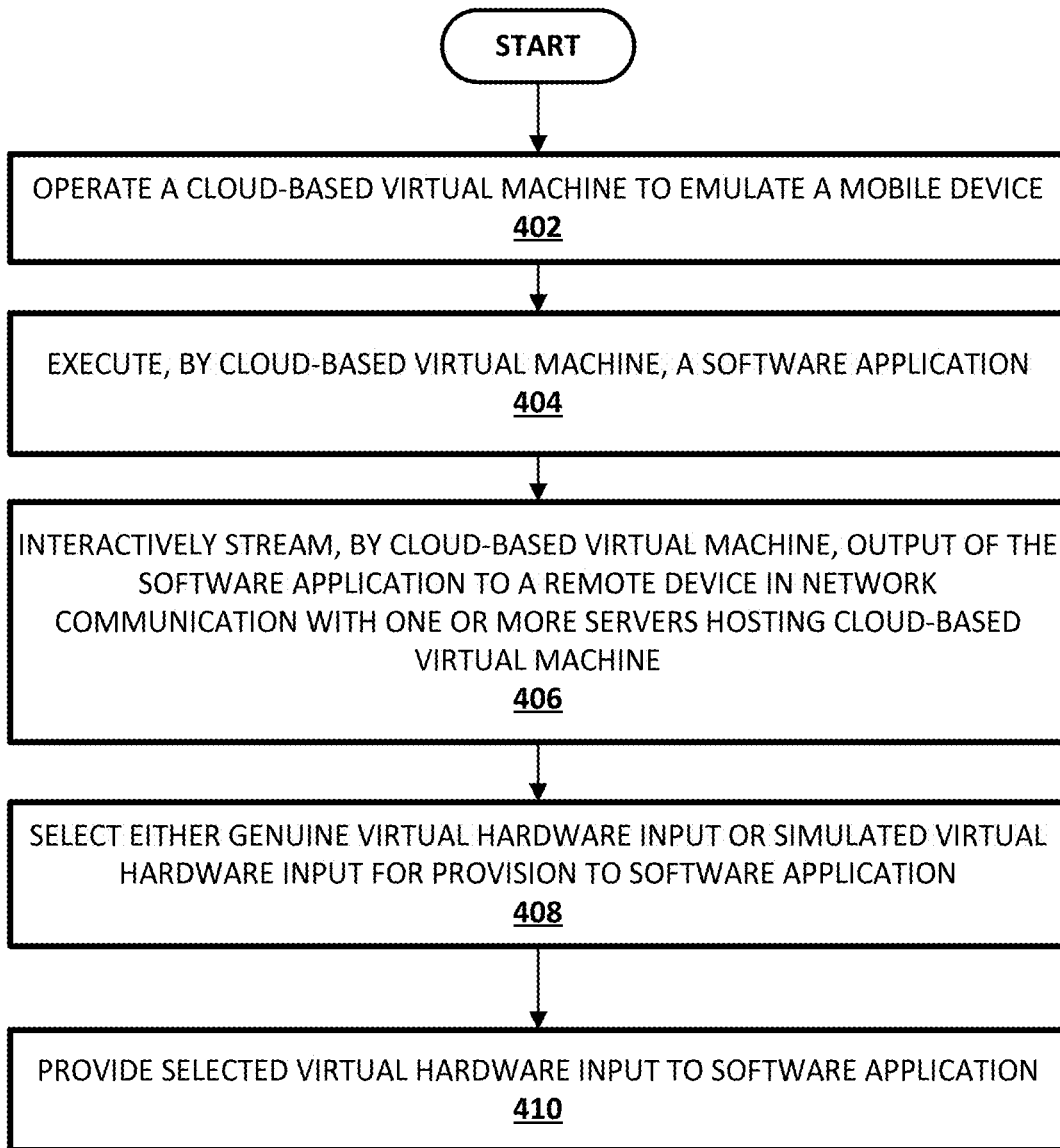 START
OPERATE A CLOUD-BASED VIRTUAL MACHINE TO EMULATE A MOBILE DEVICE
402
EXECUTE, BY CLOUD-BASED VIRTUAL MACHINE, A SOFTWARE APPLICATION
404
INTERACTIVELY STREAM, BY CLOUD-BASED VIRTUAL MACHINE, OUTPUT OF THE
SOFTWARE APPLICATION TO A REMOTE DEVICE IN NETWORK
COMMUNICATION WITH ONE OR MORE SERVERS HOSTING CLOUD-BASED
VIRTUAL MACHINE
406
SELECT EITHER GENUINE VIRTUAL HARDWARE INPUT OR SIMULATED VIRTUAL
HARDWARE INPUT FOR PROVISION TO SOFTWARE APPLICATION
408
PROVIDE SELECTED VIRTUAL HARDWARE INPUT TO SOFTWARE APPLICATION
410